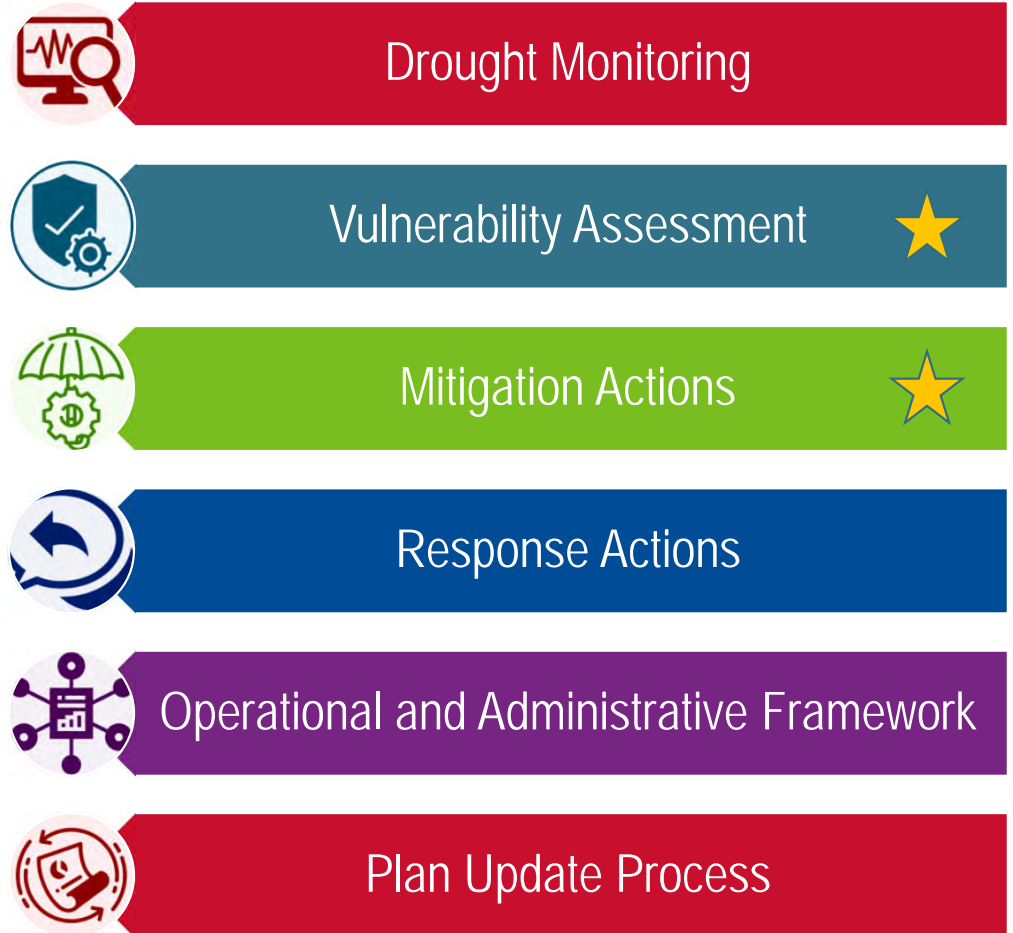 Drought Monitoring
Vulnerability Assessment
Mitigation Actions
Response Actions
Operational and Administrative Framework
Plan Update Process